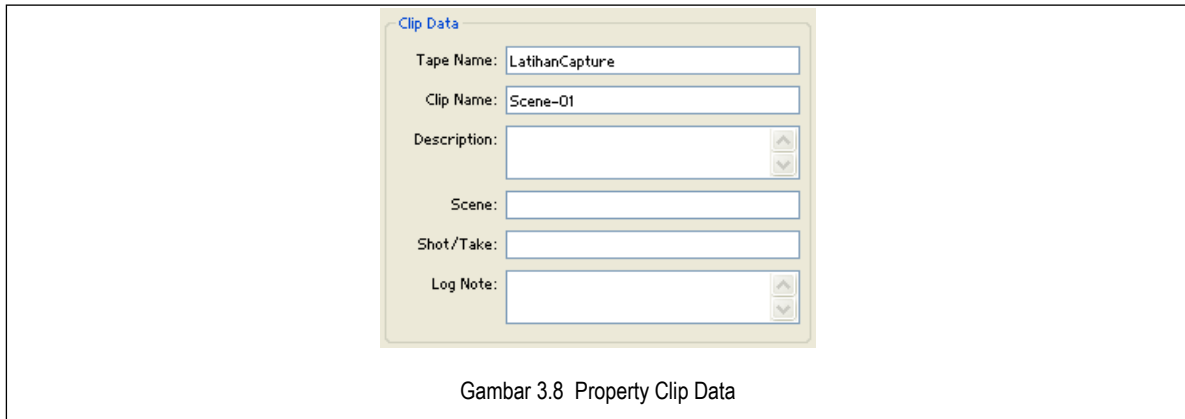 Clip Data
Tape Name: LatihanCapture
Clip Name: Scene-01
Description:
Scene:
Shot/Take:
Log Note:
Gambar 3.8 Property Clip Data